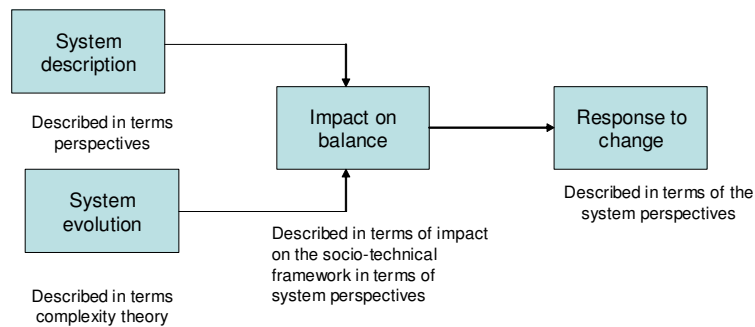 System
description
Described in terms
perspectives
System
evolution
Described in terms
complexity theory
Impact on
balance
Described in terms of impact
on the socio-technical
framework in terms of
system perspectives
Response to
change
Described in terms of the
system perspectives